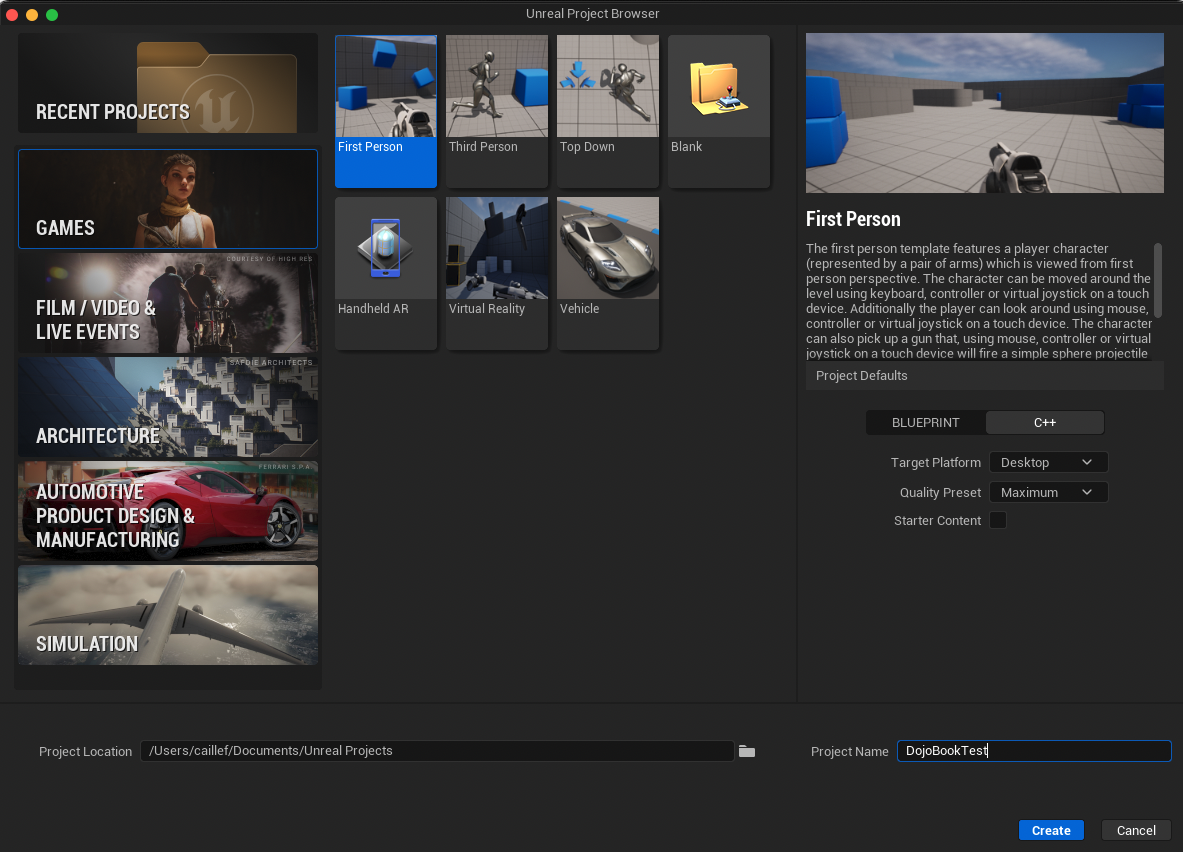 Unreal Project Browser
RECENT PROJECTS
GAMES
COURTESY OF HIGH RES
FILM / VIDEO &
LIVE EVENTS
SAFDIE ARCHITECTS
ARCHITECTURE
FERRARI S.P.A.
AUTOMOTIVE
PRODUCT DESIGN &
MANUFACTURING
SIMULATION
First Person
Third Person
Top Down
Blank
Handheld AR
Virtual Reality
Vehicle
First Person
The first person template features a player character
(represented by a pair of arms) which is viewed from first
person perspective. The character can be moved around the
level using keyboard, controller or virtual joystick on a touch
device. Additionally the player can look around using mouse,
controller or virtual joystick on a touch device. The character
can also pick up a gun that, using mouse, controller or virtual
joystick on a touch device will fire a simple sphere projectile
Project Defaults
BLUEPRINT
C++
Target Platform
Desktop
Quality Preset
Maximum
Starter Content
Project Location
/Users/caillef/Documents/Unreal Projects
Project Name
DojoBookTest
Create
Cancel